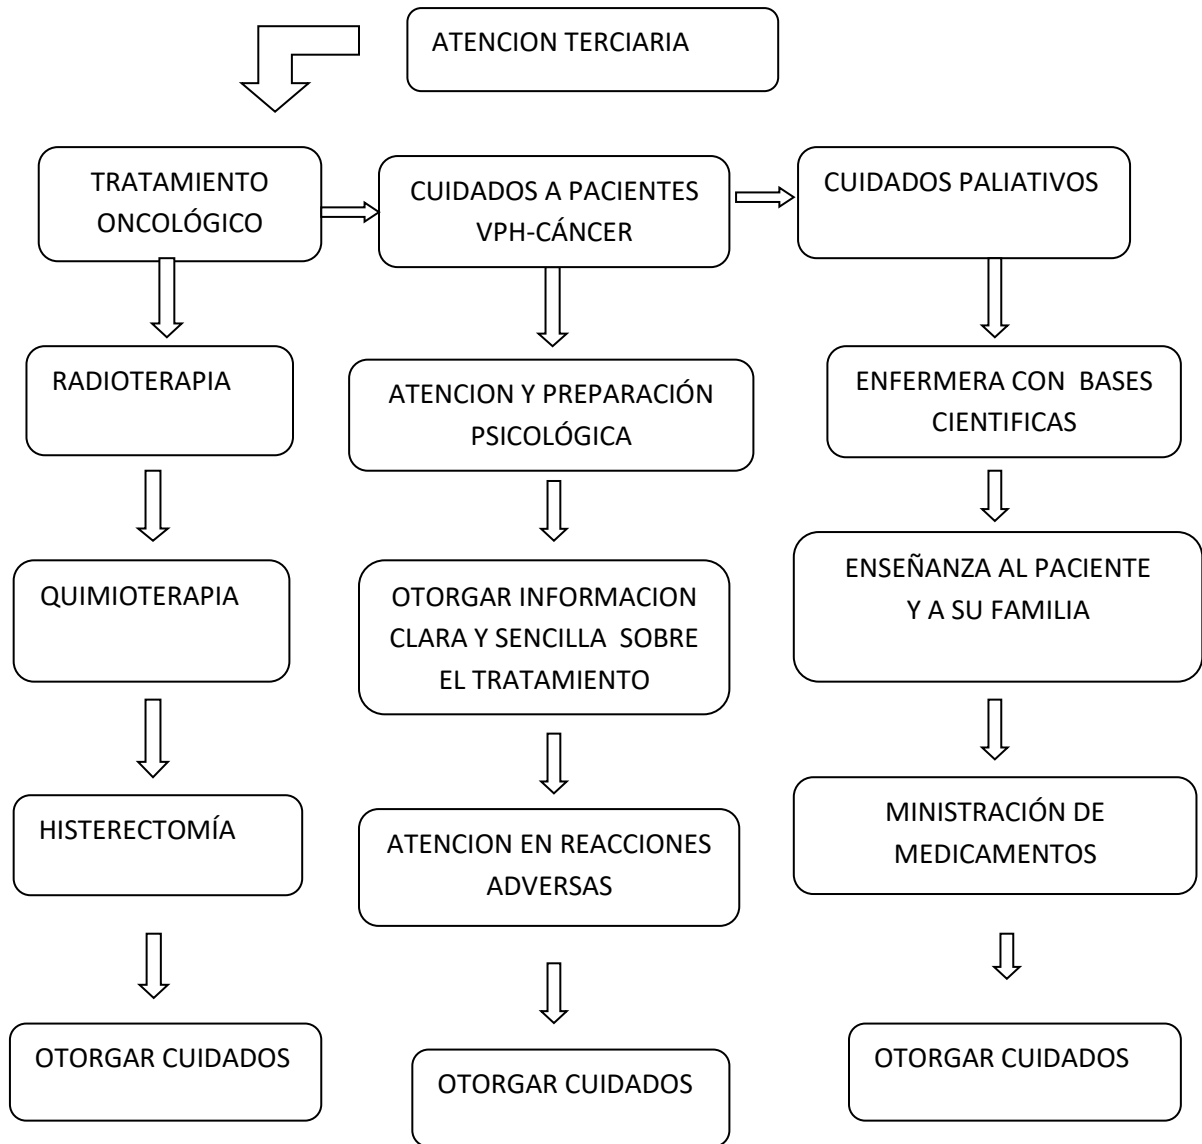 ATENCION TERCIARIA
TRATAMIENTO
ONCOLÓGICO
CUIDADOS A PACIENTES
VPH-CÁNCER
CUIDADOS PALIATIVOS
RADIOTERAPIA
ATENCION Y PREPARACIÓN
PSICOLÓGICA
ENFERMERA CON  BASES
CIENTIFICAS
QUIMIOTERAPIA
OTORGAR INFORMACION
CLARA Y SENCILLA  SOBRE
EL TRATAMIENTO
ENSEÑANZA AL PACIENTE
Y A SU FAMILIA
HISTERECTOMÍA
ATENCION EN REACCIONES
ADVERSAS
MINISTRACIÓN DE
MEDICAMENTOS
OTORGAR CUIDADOS
OTORGAR CUIDADOS
OTORGAR CUIDADOS